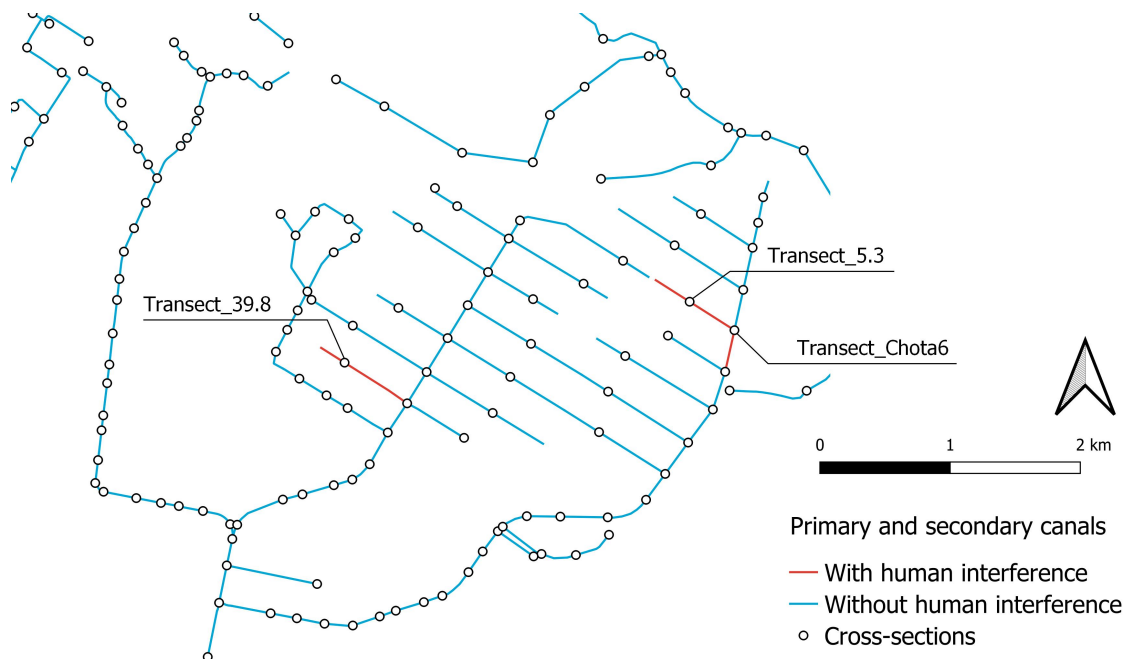 Transect_5.3
Transect_39.8
Transect_Chota6
0 1 2 km
Primary and secondary canals
With human interference
Without human interference
Cross-sections